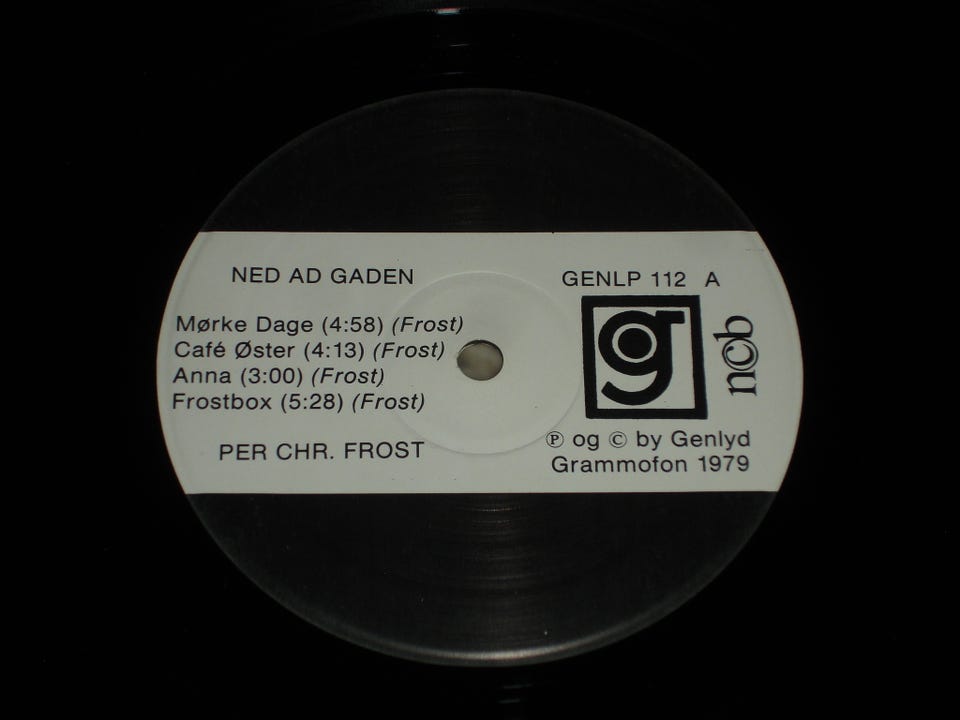 NED AD GADEN
Mørke Dage (4:58) (Frost)
Café Øster (4:13) (Frost)
Anna (3:00) (Frost)
Frostbox (5:28) (Frost)
PER CHR. FROST
GENLP 112 A
g
ncb
Ⓟ og © by Genlyd
Grammofon 1979